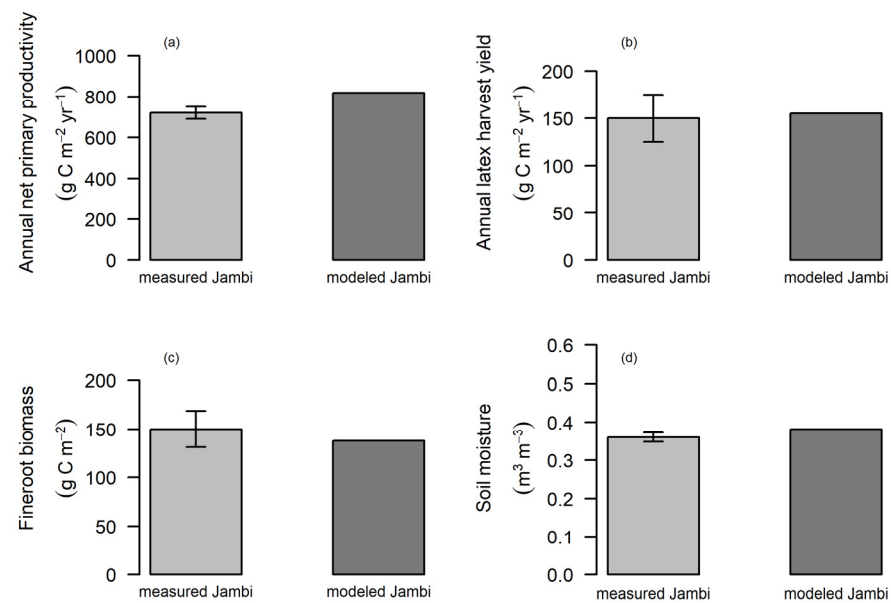 (a)
Annual net primary productivity
(g C m⁻² yr⁻¹)
1000
800
600
400
200
0
measured Jambi
modeled Jambi
(b)
Annual latex harvest yield
(g C m⁻² yr⁻¹)
200
150
100
50
0
measured Jambi
modeled Jambi
(c)
Fineroot biomass
(g C m⁻²)
200
150
100
50
0
measured Jambi
modeled Jambi
(d)
Soil moisture
(m³ m⁻³)
0.6
0.5
0.4
0.3
0.2
0.1
0.0
measured Jambi
modeled Jambi